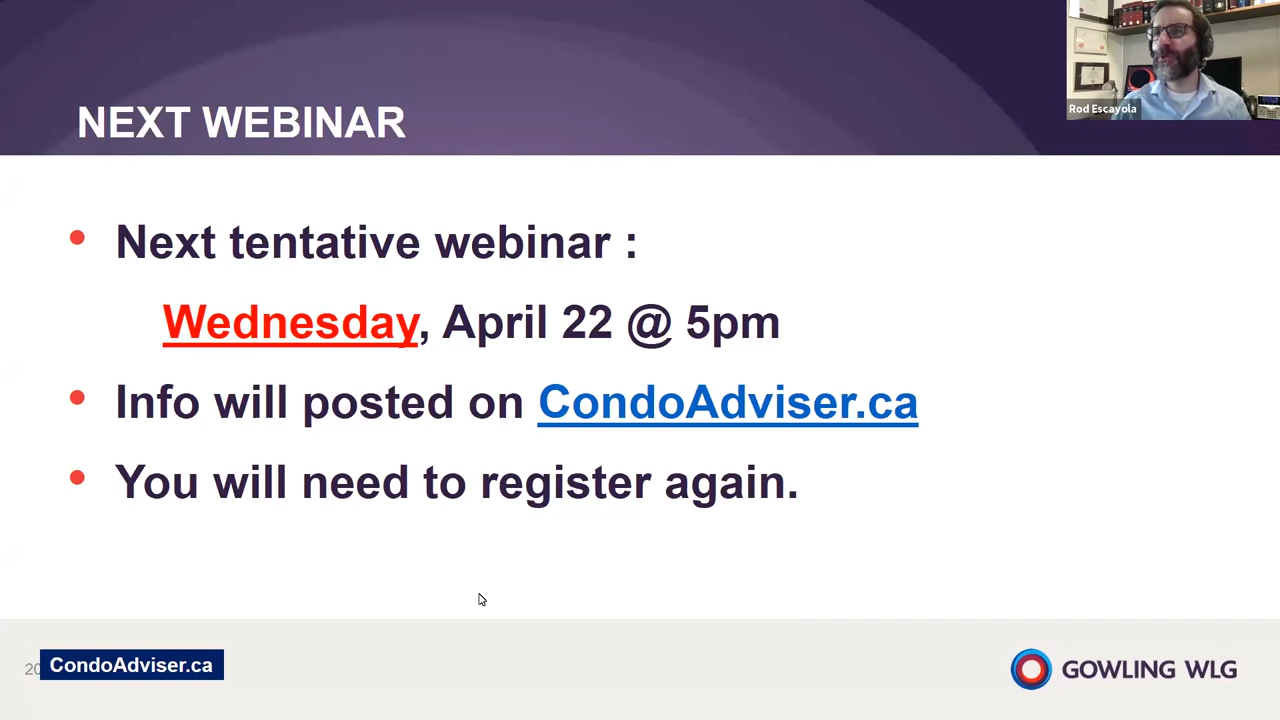 Rod Escayola
NEXT WEBINAR
Next tentative webinar :
Wednesday, April 22 @ 5pm
Info will posted on CondoAdviser.ca
You will need to register again.
CondoAdviser.ca
GOWLING WLG